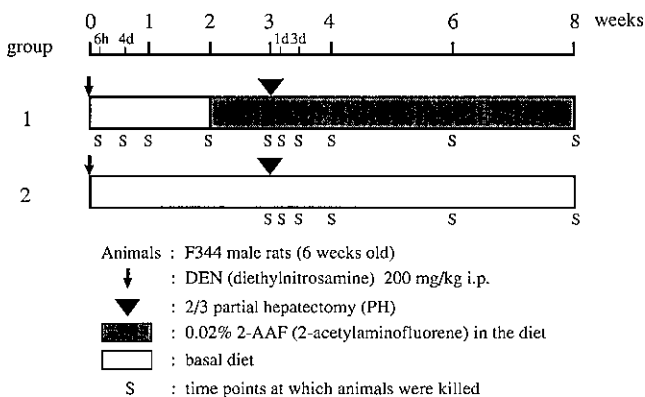 0 1 2 3 4 6 8 weeks
6h 4d 1d 3d
group
1
S S S S S S S S S S
2
S S S S S S
Animals : F344 male rats (6 wecks old)
: DEN (diethylnitrosamine) 200 mg/kg i.p.
: 2/3 partial hepatectomy (PH)
: 0.02% 2-AAF (2-acetylaminofluorene) in the diet
: basal diet
S : time points at which animals were killed